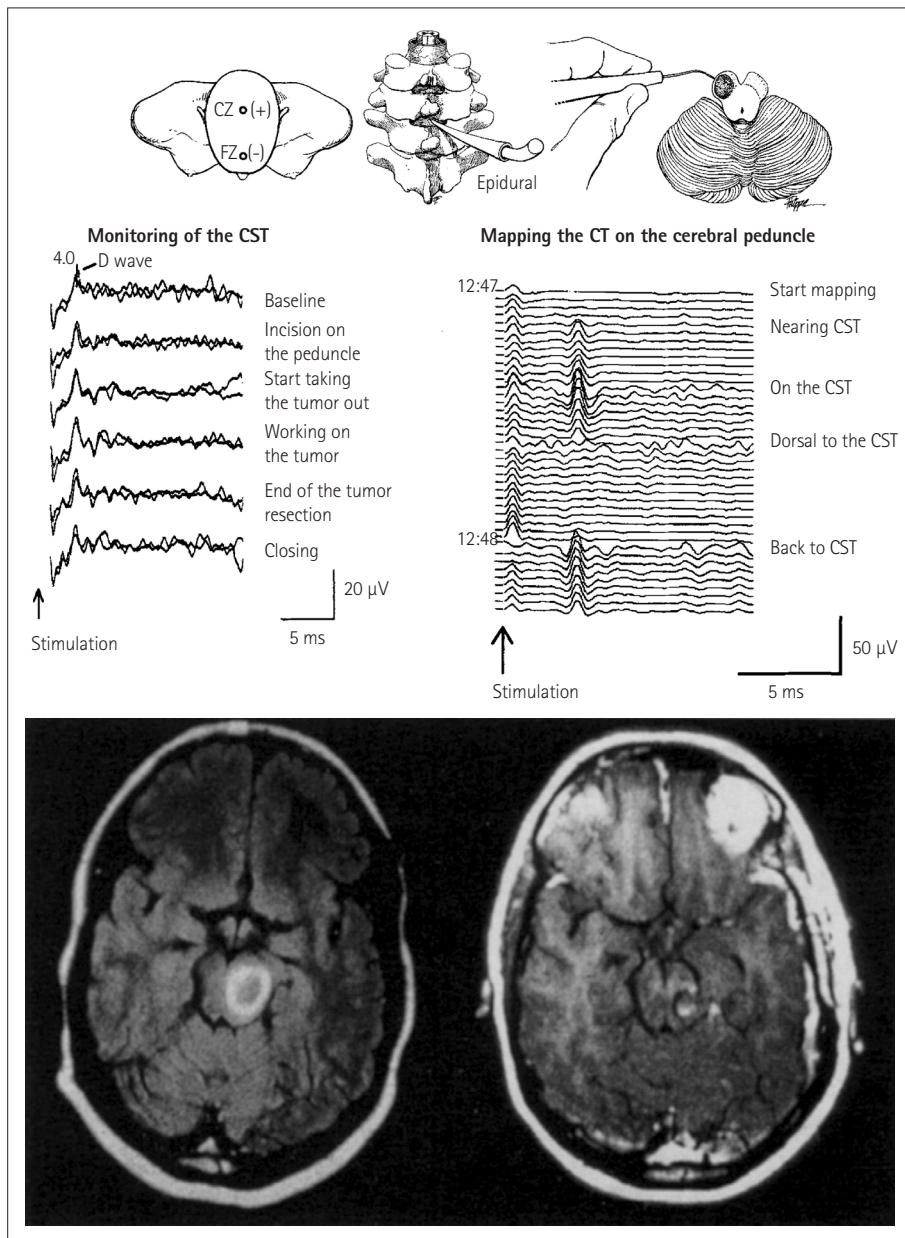 CZ (+)
FZ (-)
Epidural
Monitoring of the CST
4.0
D wave
Baseline
Incision on
the peduncle
Start taking
the tumor out
Working on
the tumor
End of the tumor
resection
Closing
20 µV
5 ms
Stimulation
Mapping the CT on the cerebral peduncle
12:47
Start mapping
Nearing CST
On the CST
Dorsal to the CST
12:48
Back to CST
50 µV
5 ms
Stimulation